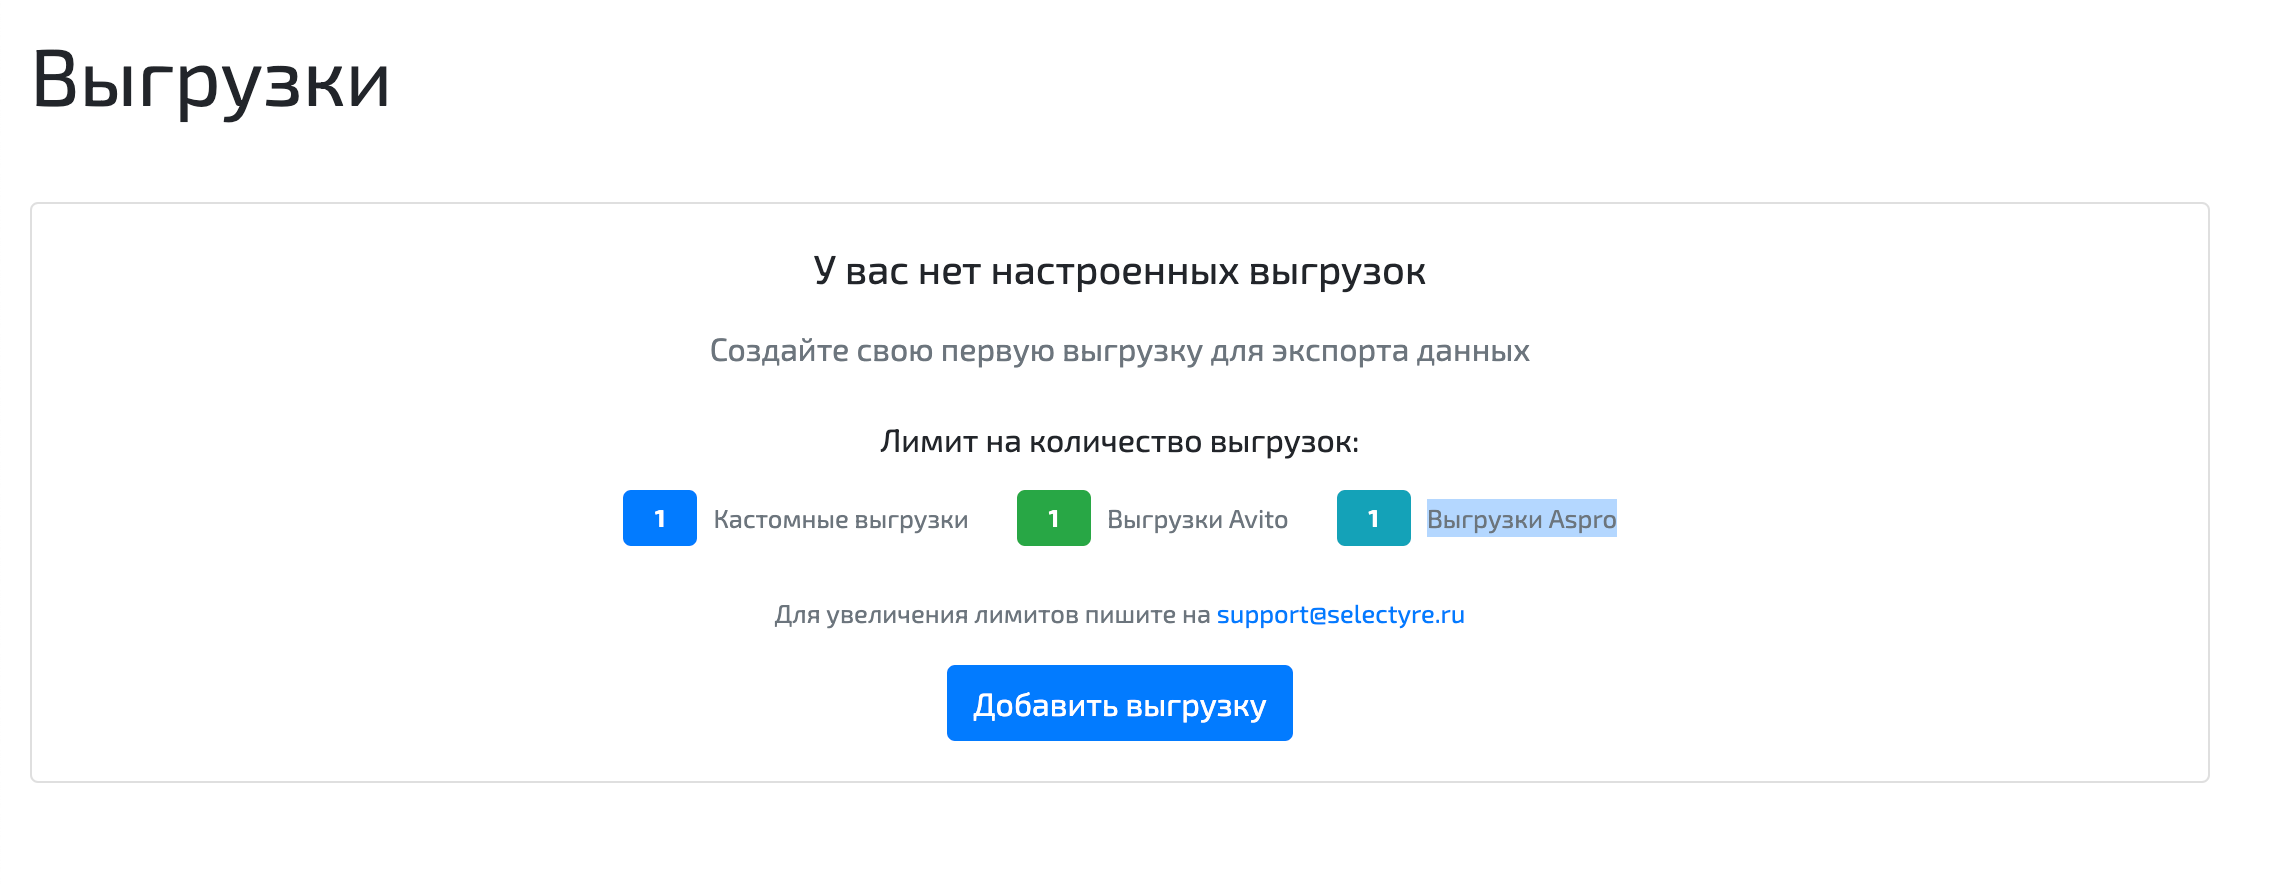 Выгрузки
У вас нет настроенных выгрузок
Создайте свою первую выгрузку для экспорта данных
Лимит на количество выгрузок:
1 Кастомные выгрузки 1 Выгрузки Avito 1 Выгрузки Aspro
Для увеличения лимитов пишите на support@selectyre.ru
Добавить выгрузку